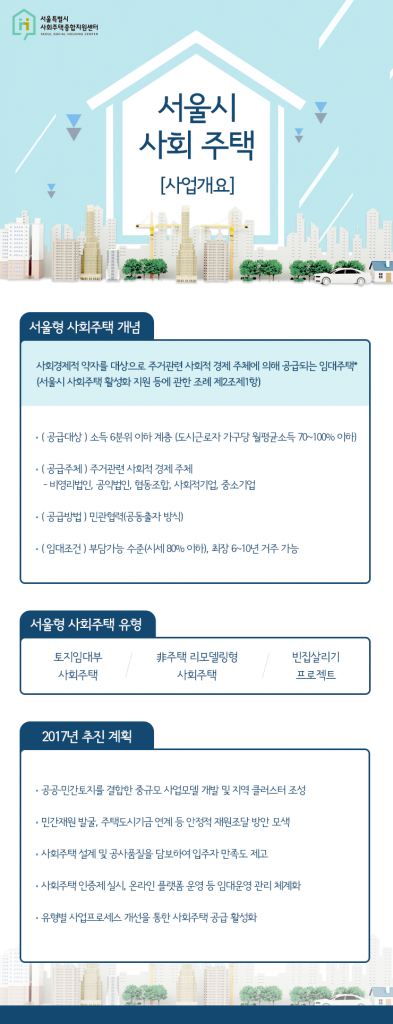 서울특별시
사회주택종합지원센터
SEOUL SOCIAL HOUSING CENTER
서울시
사회 주택
[사업개요]
서울형 사회주택 개념
사회경제적 약자를 대상으로 주거관련 사회적 경제 주체에 의해 공급되는 임대주택*
(서울시 사회주택 활성화 지원 등에 관한 조례 제2조제1항)
• ( 공급대상 ) 소득 6분위 이하 계층 (도시근로자 가구당 월평균소득 70~100% 이하)
• ( 공급주체 ) 주거관련 사회적 경제 주체
- 비영리법인, 공익법인, 협동조합, 사회적기업, 중소기업
• ( 공급방법 ) 민관협력(공동출자 방식)
• ( 임대조건 ) 부담가능 수준(시세 80% 이하), 최장 6~10년 거주 가능
서울형 사회주택 유형
토지임대부
사회주택
非주택 리모델링형
사회주택
빈집살리기
프로젝트
2017년 추진 계획
• 공공·민간토지를 결합한 중규모 사업모델 개발 및 지역 클러스터 조성
• 민간재원 발굴, 주택도시기금 연계 등 안정적 재원조달 방안 모색
• 사회주택 설계 및 공사품질을 담보하여 입주자 만족도 제고
• 사회주택 인증제 실시, 온라인 플랫폼 운영 등 임대운영 관리 체계화
• 유형별 사업프로세스 개선을 통한 사회주택 공급 활성화